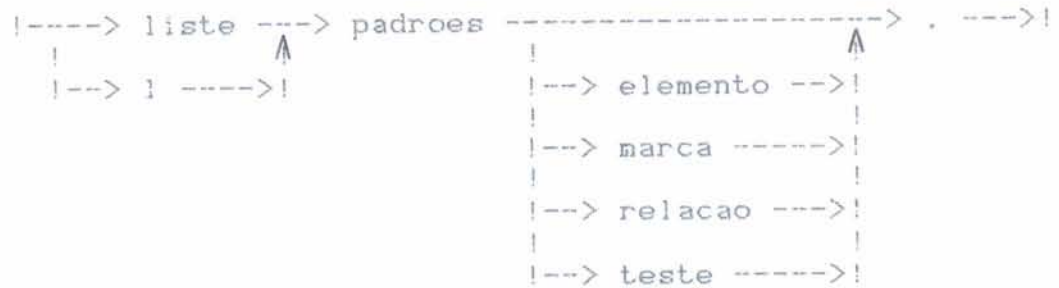 !----> liste ---> padroes ----------------------> . --->!
!--> l ---->!
!--> elemento -->!
!--> marca ----->!
!--> relacao --->!
!--> teste ------>!